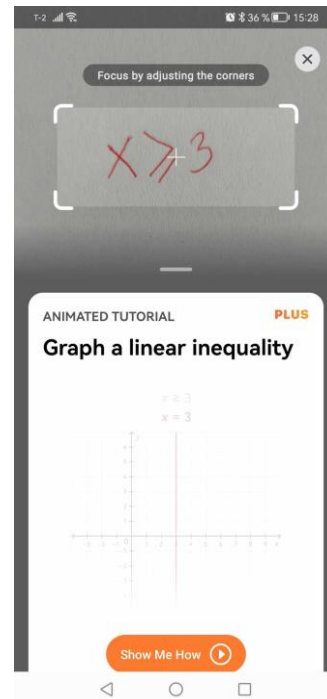 T-2 36 % 15:28
Focus by adjusting the corners
x ⩾ 3
ANIMATED TUTORIAL PLUS
Graph a linear inequality
x ≥ 3
x = 3
y
Show Me How